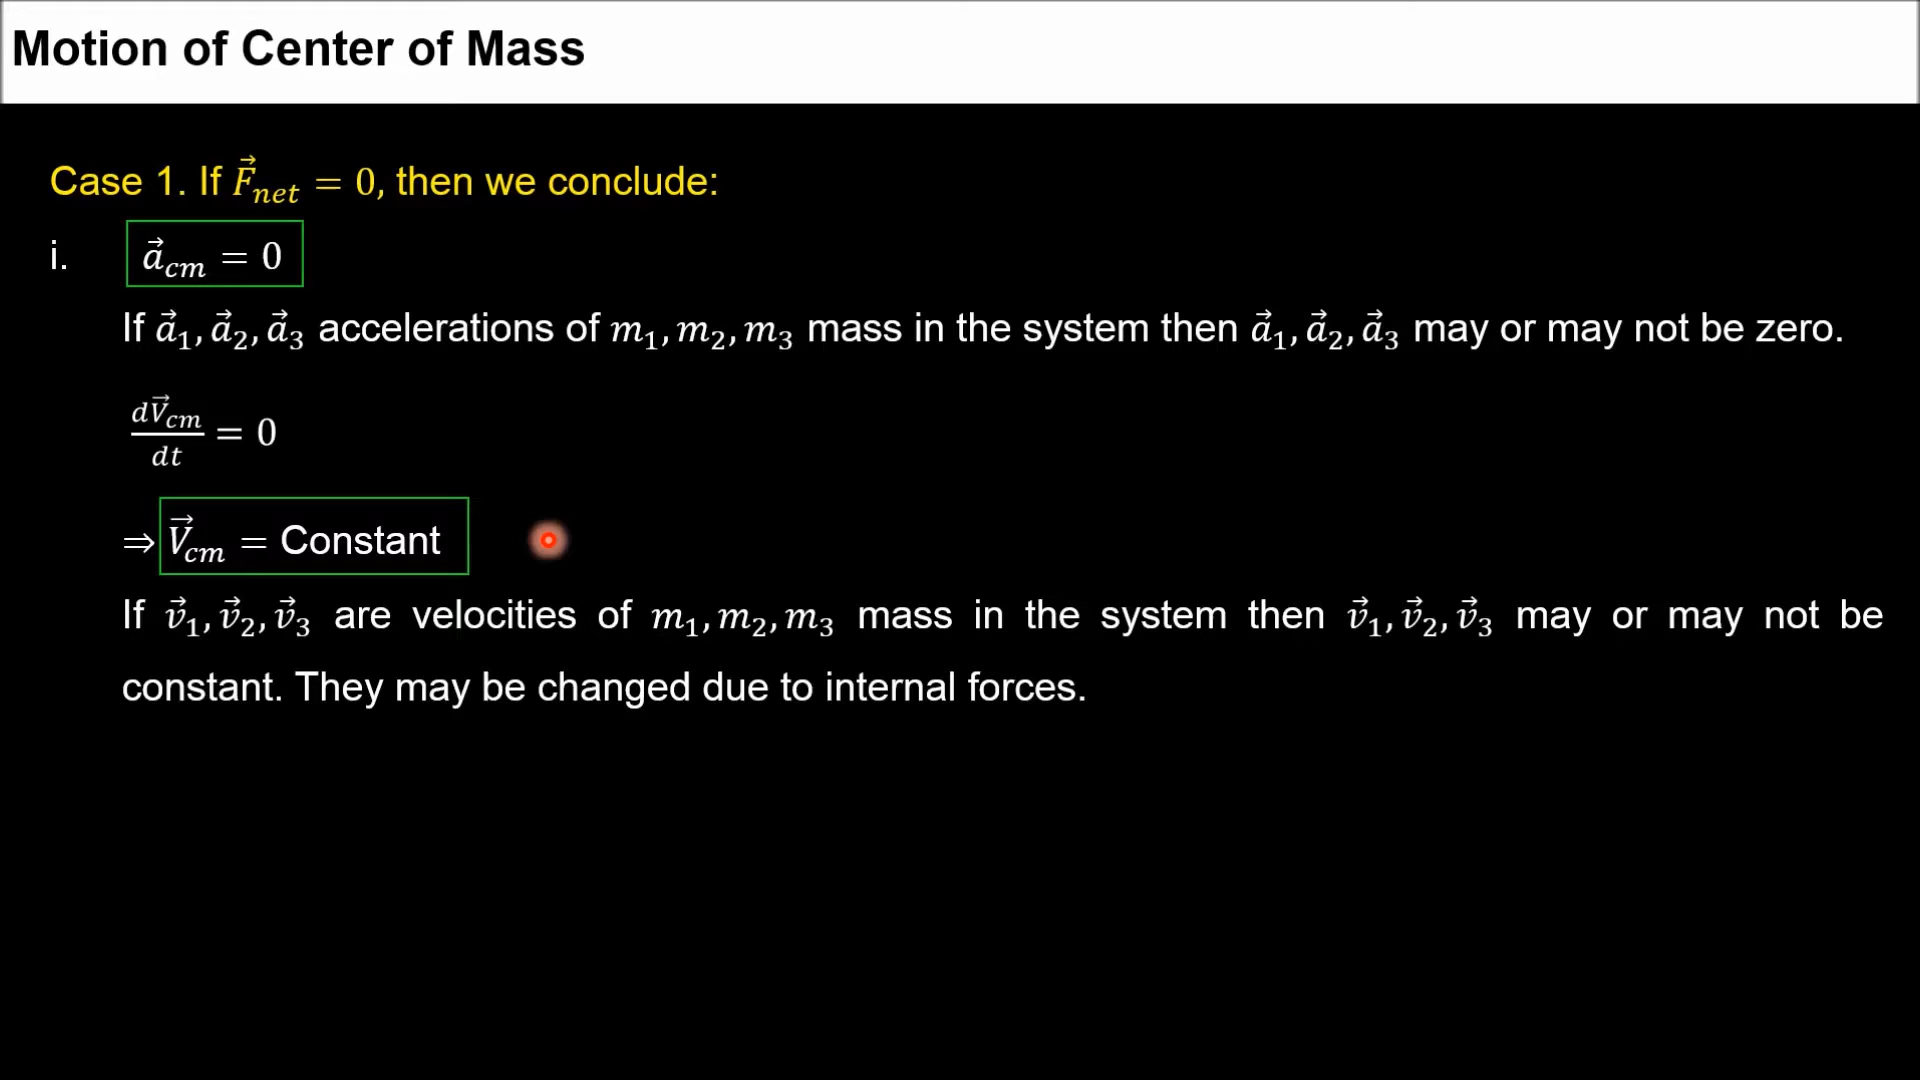 Motion of Center of Mass
Case 1. If F⃗net = 0, then we conclude:
i. a⃗cm = 0
If a⃗1, a⃗2, a⃗3 accelerations of m1, m2, m3 mass in the system then a⃗1, a⃗2, a⃗3 may or may not be zero.
dV⃗cm/dt = 0
⇒ V⃗cm = Constant
If v⃗1, v⃗2, v⃗3 are velocities of m1, m2, m3 mass in the system then v⃗1, v⃗2, v⃗3 may or may not be
constant. They may be changed due to internal forces.